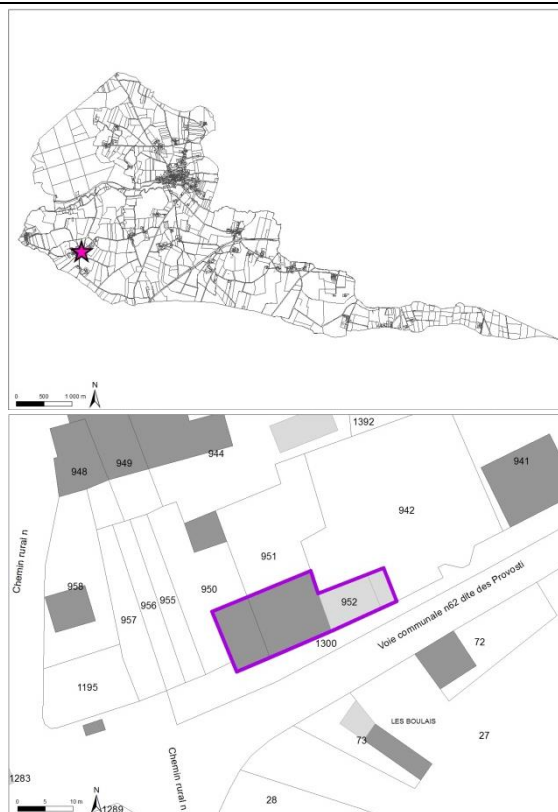 N
0 500 1 000 m
1392
941
944
949
948
942
951
Chemin rural n
950
958
952
955
956
957
1300
Voie communale n62 dite des Provosti
72
1195
LES BOULAIS
73
27
Chemin rural n
1283
N
0 5 10 m
1289
28